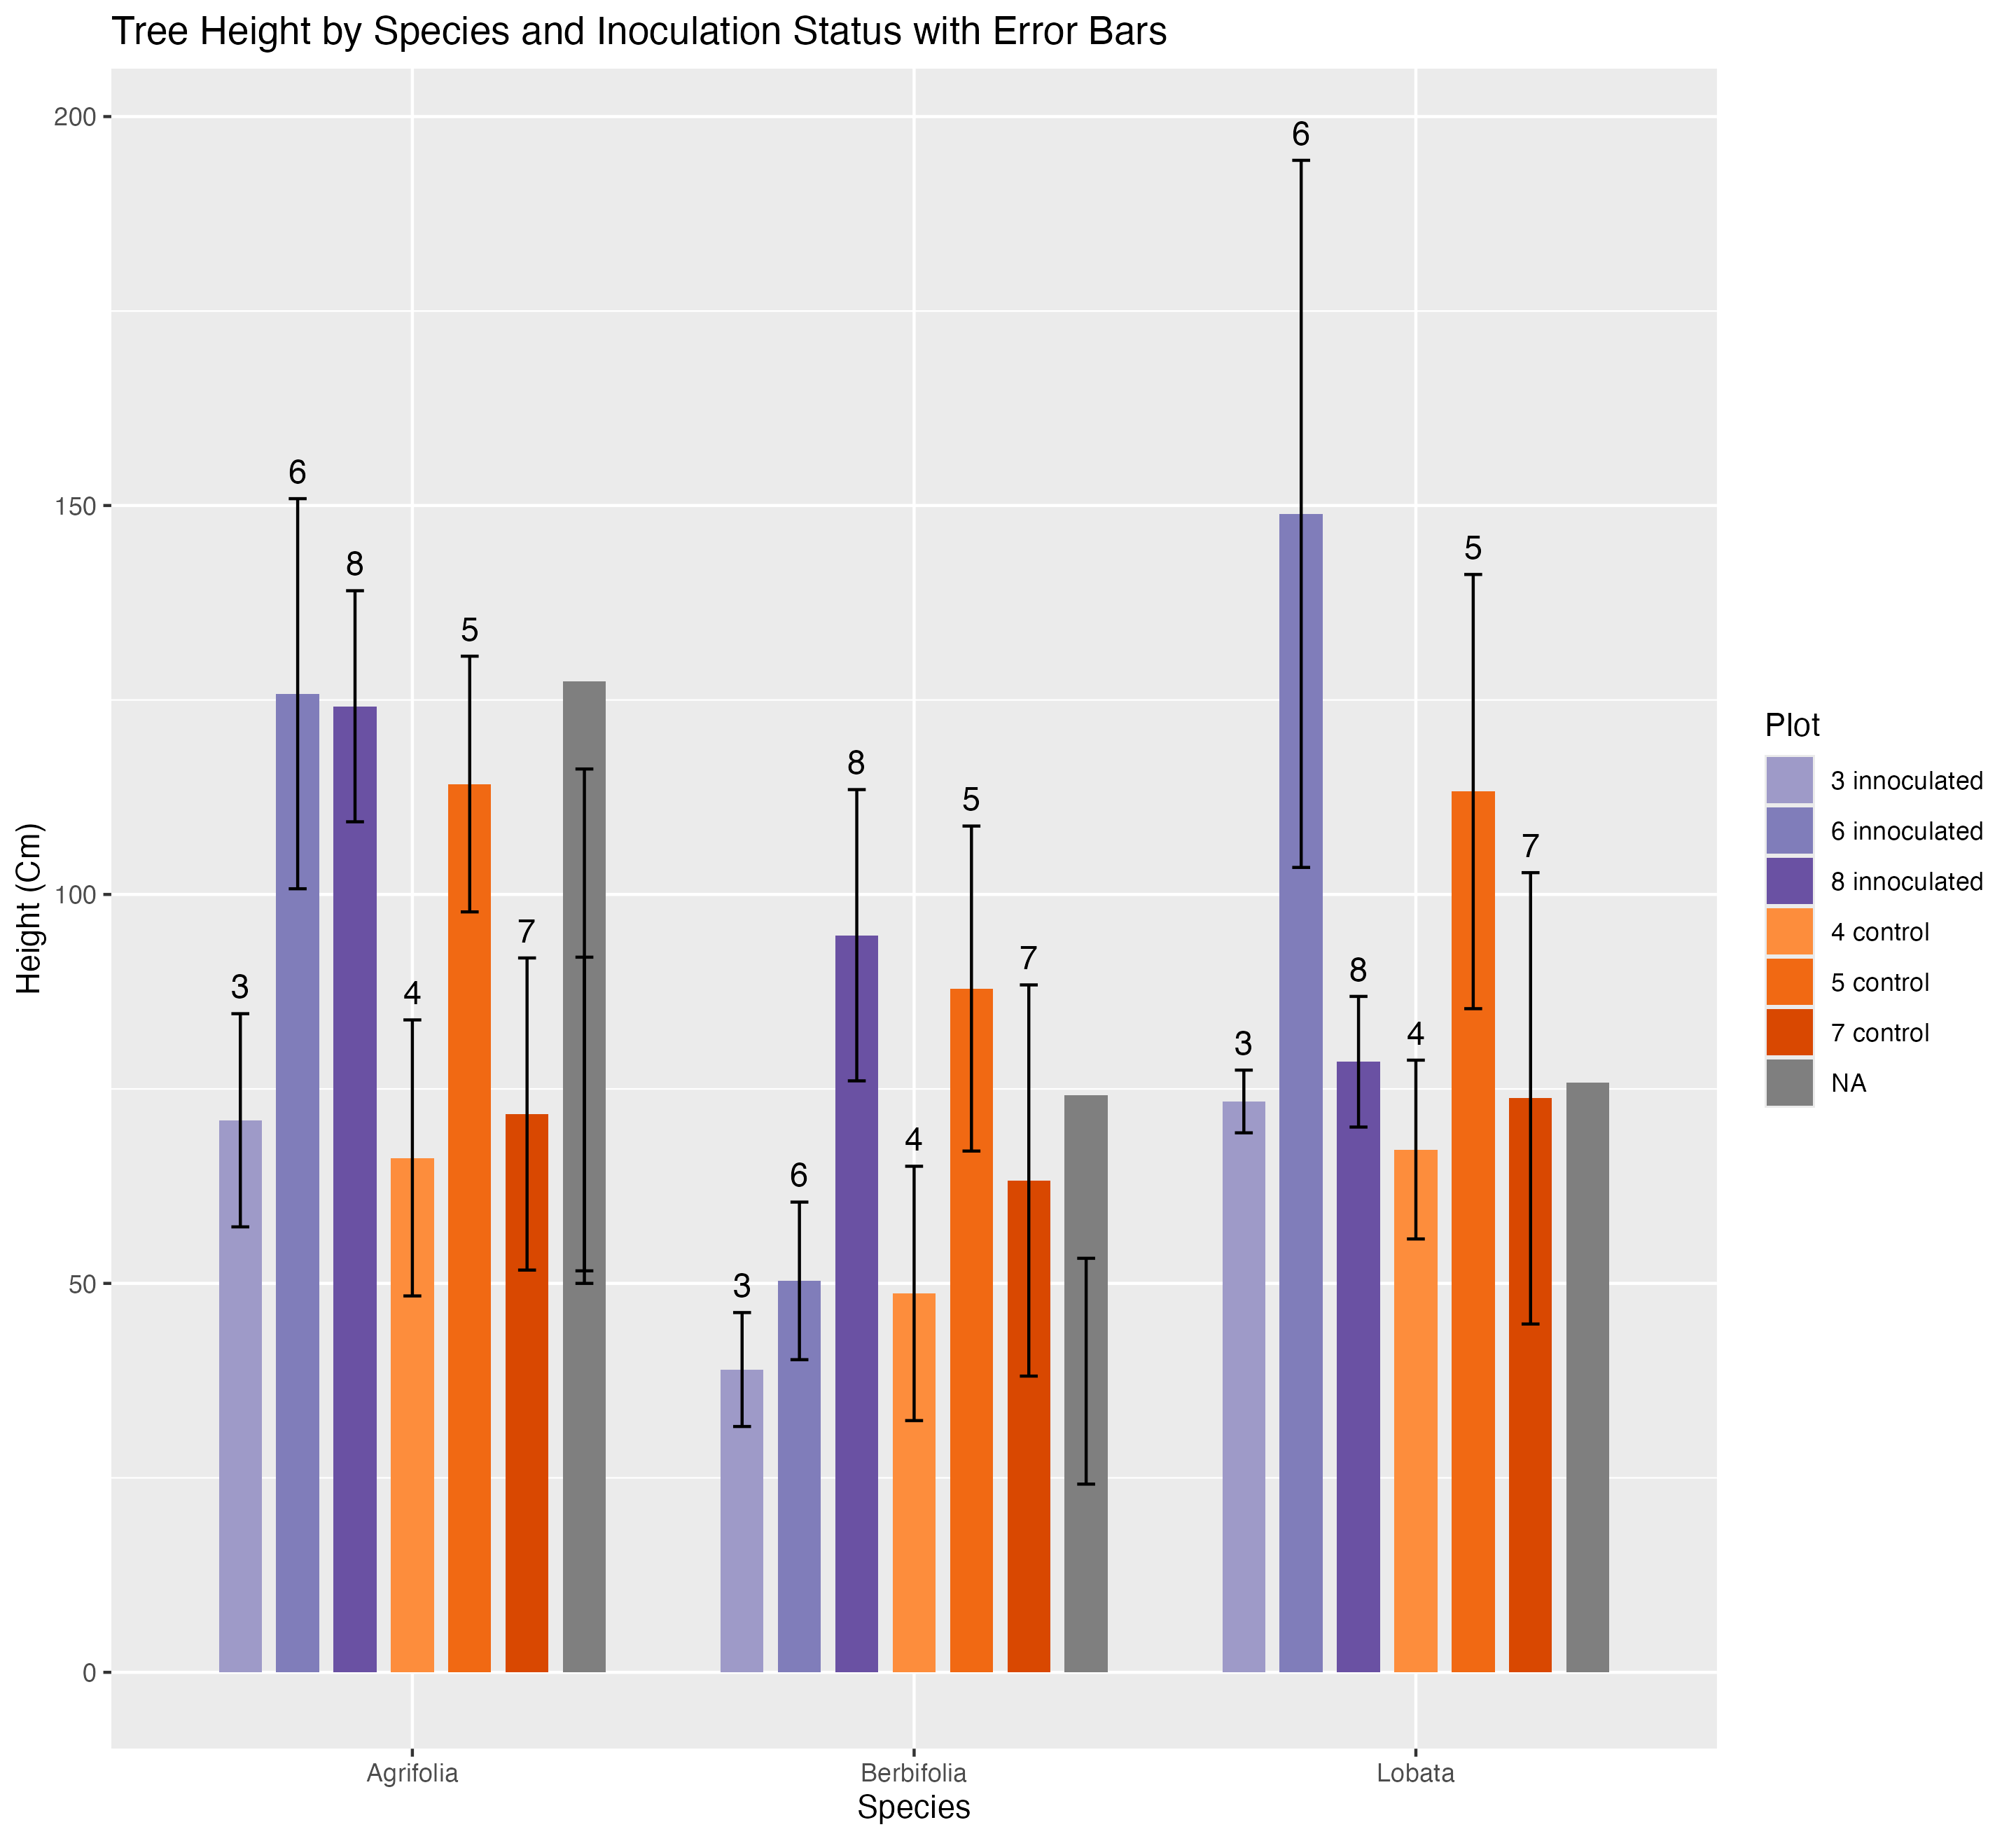 Tree Height by Species and Inoculation Status with Error Bars
200
150
100
50
0
Height (Cm)
3
6
8
4
5
7
3
6
8
4
5
7
3
6
8
4
5
7
Agrifolia
Berbifolia
Lobata
Species
Plot
3 innoculated
6 innoculated
8 innoculated
4 control
5 control
7 control
NA